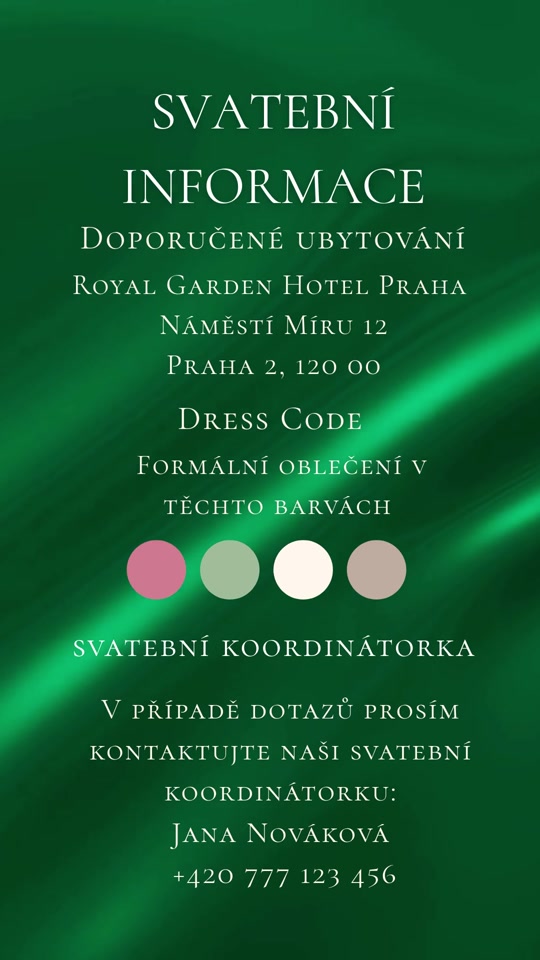 SVATEBNÍ
INFORMACE
Doporučené ubytování
Royal Garden Hotel Praha
Náměstí Míru 12
Praha 2, 120 00
Dress Code
Formální oblečení v
těchto barvách
svatební koordinátorka
V případě dotazů prosím
kontaktujte naši svatební
koordinátorku:
Jana Nováková
+420 777 123 456